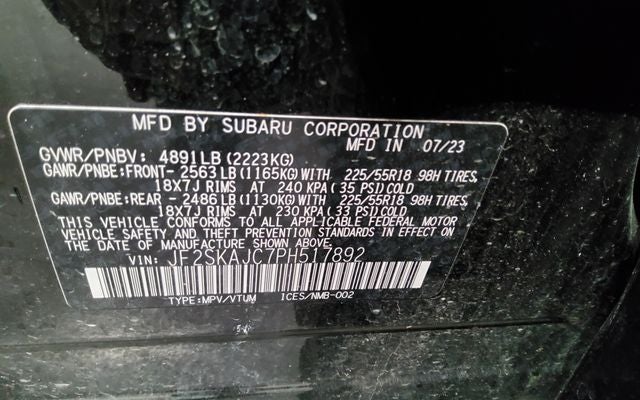 MFD BY SUBARU CORPORATION
MFD IN 07/23
GVWR/PNBV: 4891LB (2223KG)
GAWR/PNBE:FRONT- 2563 LB (1165KG) WITH 225/55R18 98H TIRES,
18X7J RIMS AT 240 KPA (35 PSI) COLD
GAWR/PNBE:REAR - 2486 LB (1130KG) WITH 225/55R18 98H TIRES,
18X7J RIMS AT 230 KPA (33 PSI) COLD
THIS VEHICLE CONFORMS TO ALL APPLICABLE FEDERAL MOTOR
VEHICLE SAFETY AND THEFT PREVENTION STANDARDS IN EFFECT ON
THE DATE OF MANUFACTURE SHOWN ABOVE.
VIN: JF2SKAJC7PH517892
TYPE:MPV/VTUM ICES/NMB-002